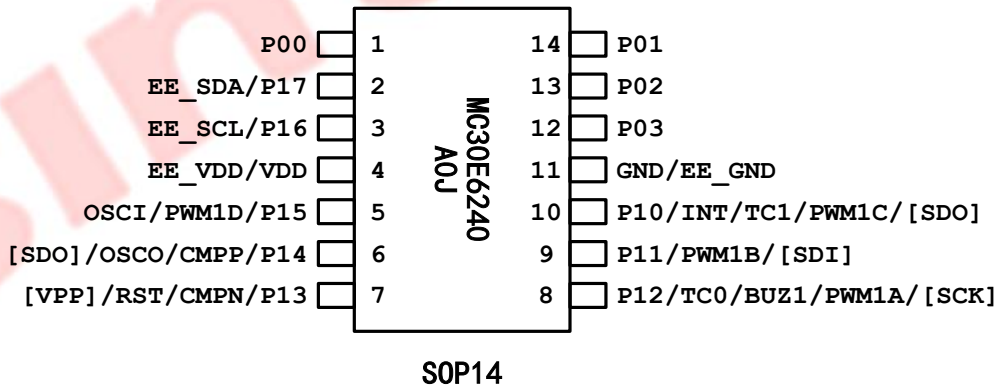 P00 1 14 P01
EE_SDA/P17 2 13 P02
EE_SCL/P16 3 12 P03
EE_VDD/VDD 4 11 GND/EE_GND
OSCI/PWM1D/P15 5 10 P10/INT/TC1/PWM1C/[SDO]
[SDO]/OSCO/CMPP/P14 6 9 P11/PWM1B/[SDI]
[VPP]/RST/CMPN/P13 7 8 P12/TC0/BUZ1/PWM1A/[SCK]
MC30E6240
A0J
SOP14